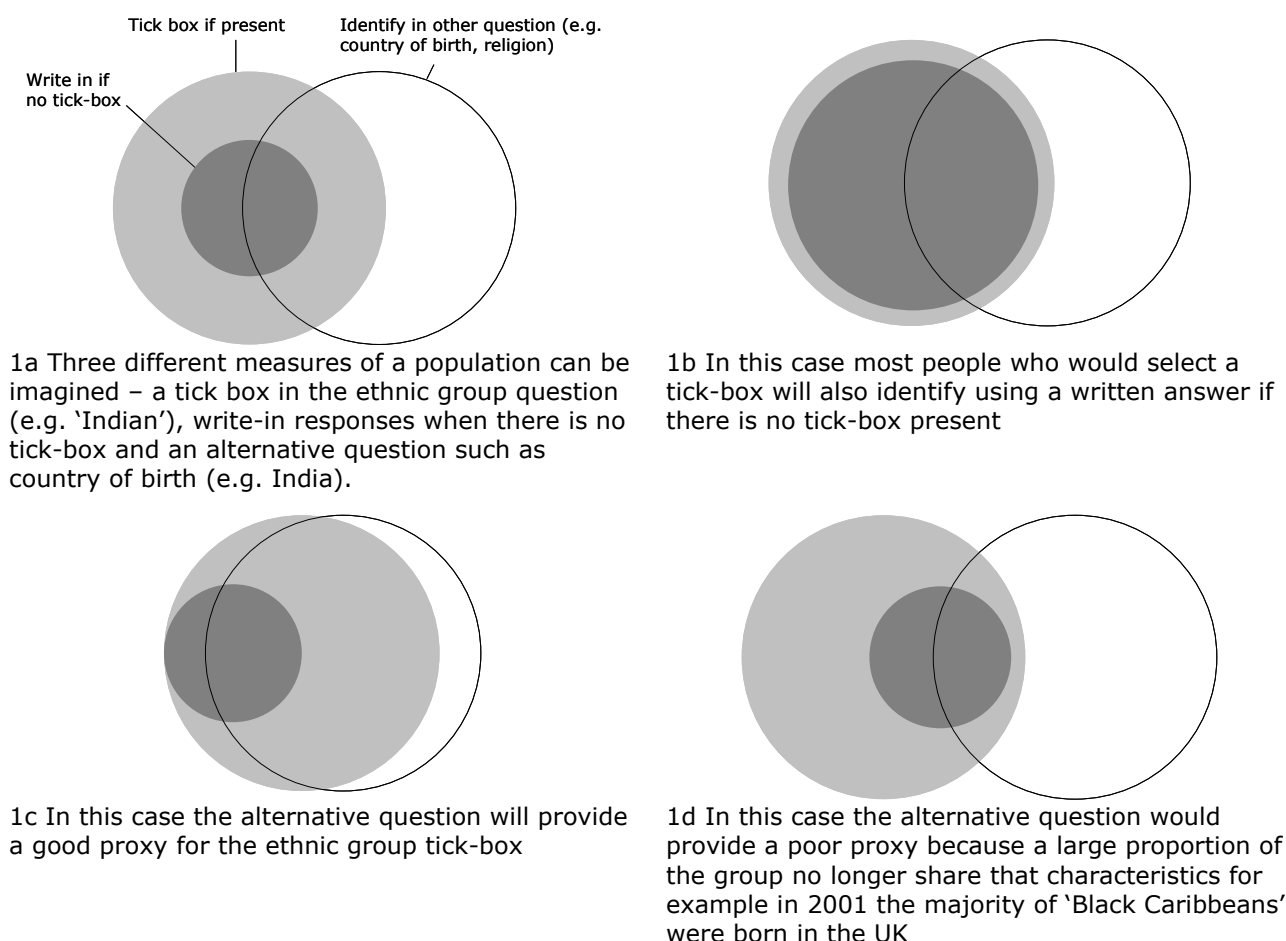 Tick box if present
Identify in other question (e.g.
country of birth, religion)
Write in if
no tick-box
1a Three different measures of a population can be
imagined – a tick box in the ethnic group question
(e.g. ‘Indian’), write-in responses when there is no
tick-box and an alternative question such as
country of birth (e.g. India).
1b In this case most people who would select a
tick-box will also identify using a written answer if
there is no tick-box present
1c In this case the alternative question will provide
a good proxy for the ethnic group tick-box
1d In this case the alternative question would
provide a poor proxy because a large proportion of
the group no longer share that characteristics for
example in 2001 the majority of ‘Black Caribbeans’
were born in the UK